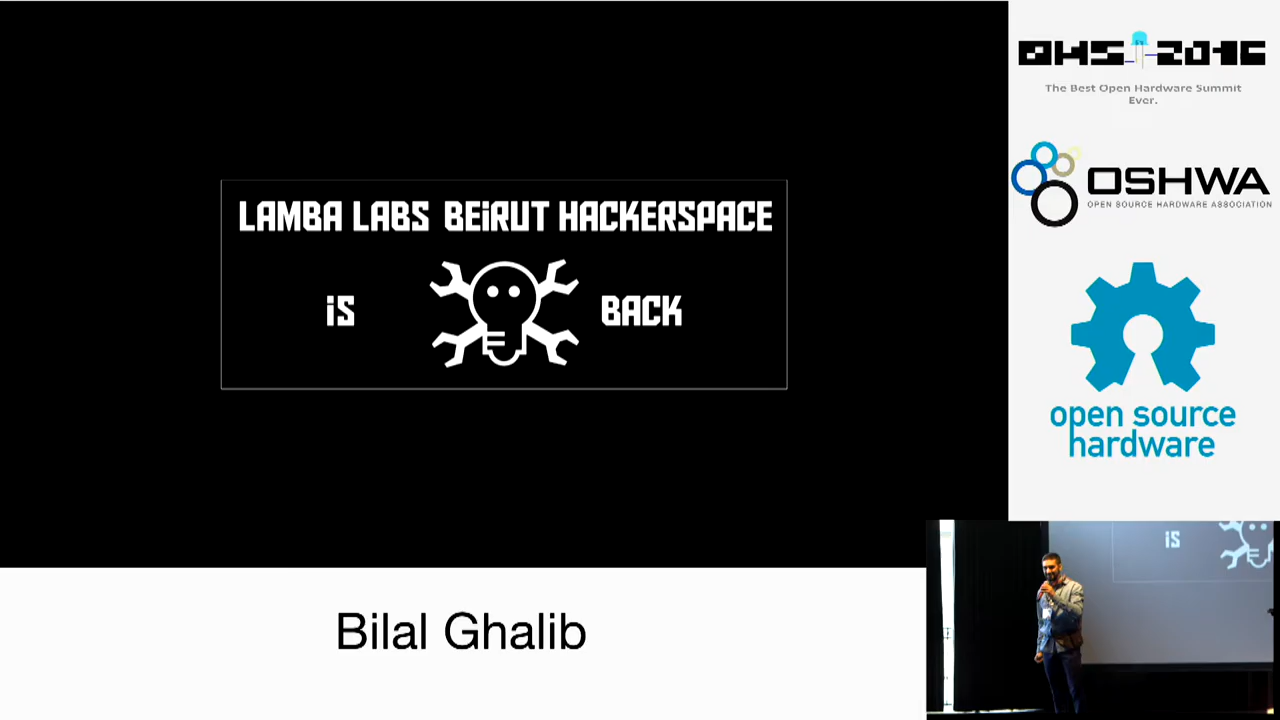 LAMBA LABS BEiRUT HACKERSPACE
iS BACK
Bilal Ghalib
OHS 2016
The Best Open Hardware Summit
Ever.
OSHWA
OPEN SOURCE HARDWARE ASSOCIATION
open source
hardware
iS